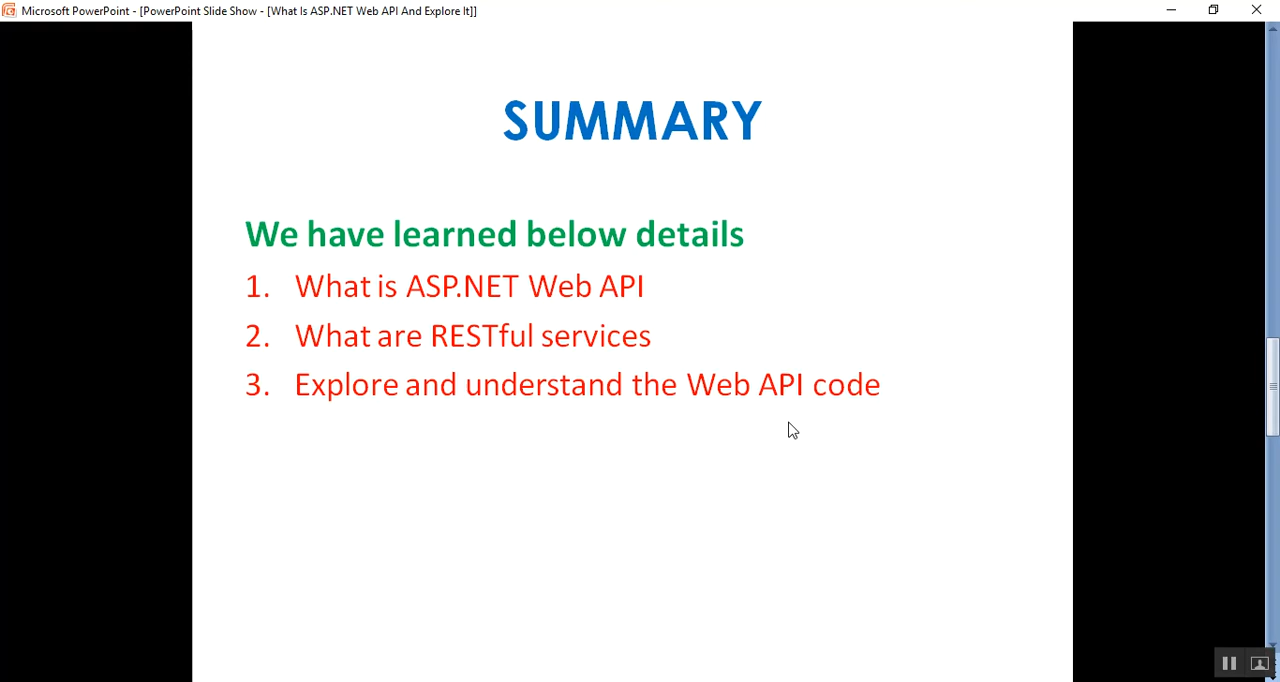 Microsoft PowerPoint - [PowerPoint Slide Show - [What Is ASP.NET Web API And Explore It]]
SUMMARY
We have learned below details
1. What is ASP.NET Web API
2. What are RESTful services
3. Explore and understand the Web API code